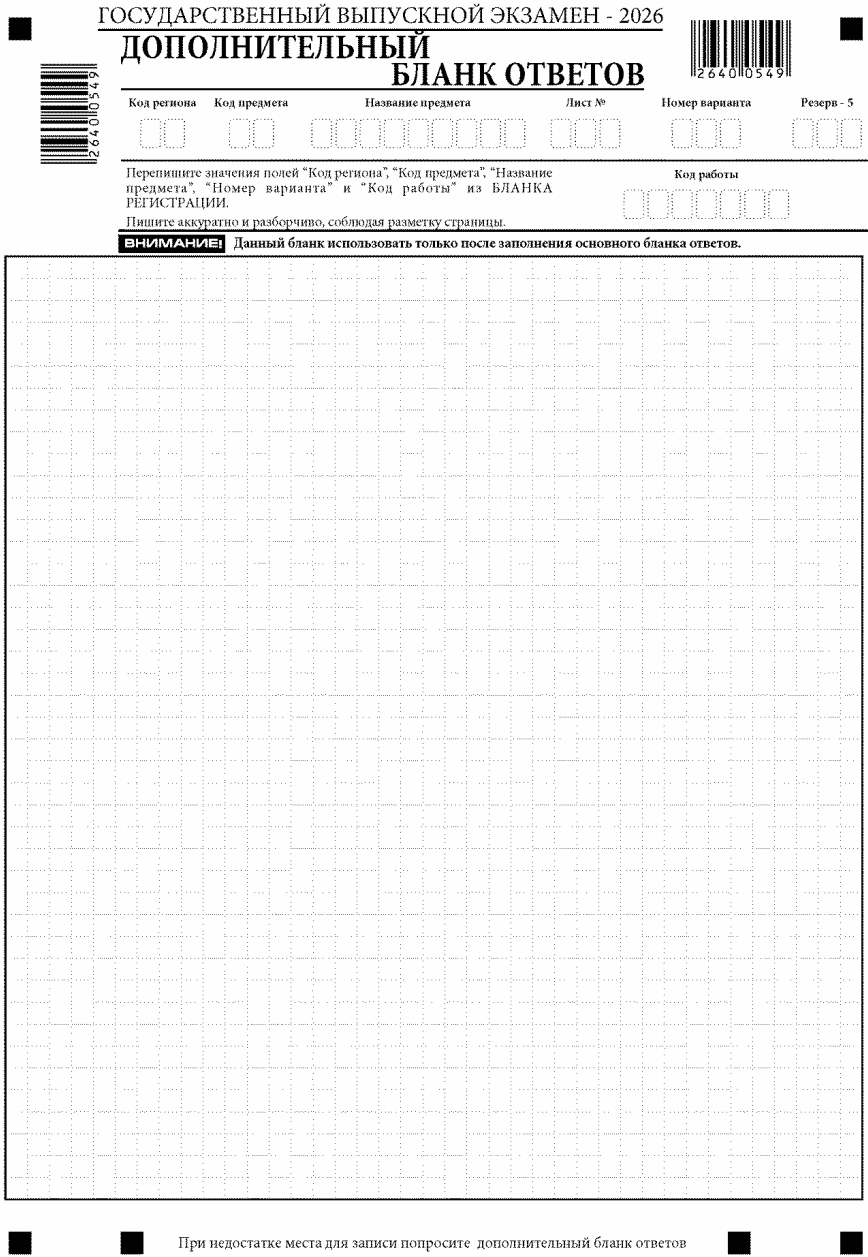 ГОСУДАРСТВЕННЫЙ ВЫПУСКНОЙ ЭКЗАМЕН - 2026
ДОПОЛНИТЕЛЬНЫЙ
БЛАНК ОТВЕТОВ
26400549
26400549
Код региона Код предмета Название предмета Лист № Номер варианта Резерв - 5
Перепишите значения полей “Код региона”, “Код предмета”, “Название
предмета”, “Номер варианта” и “Код работы” из БЛАНКА
РЕГИСТРАЦИИ.
Пишите аккуратно и разборчиво, соблюдая разметку страницы.
Код работы
ВНИМАНИЕ! Данный бланк использовать только после заполнения основного бланка ответов.
При недостатке места для записи попросите дополнительный бланк ответов